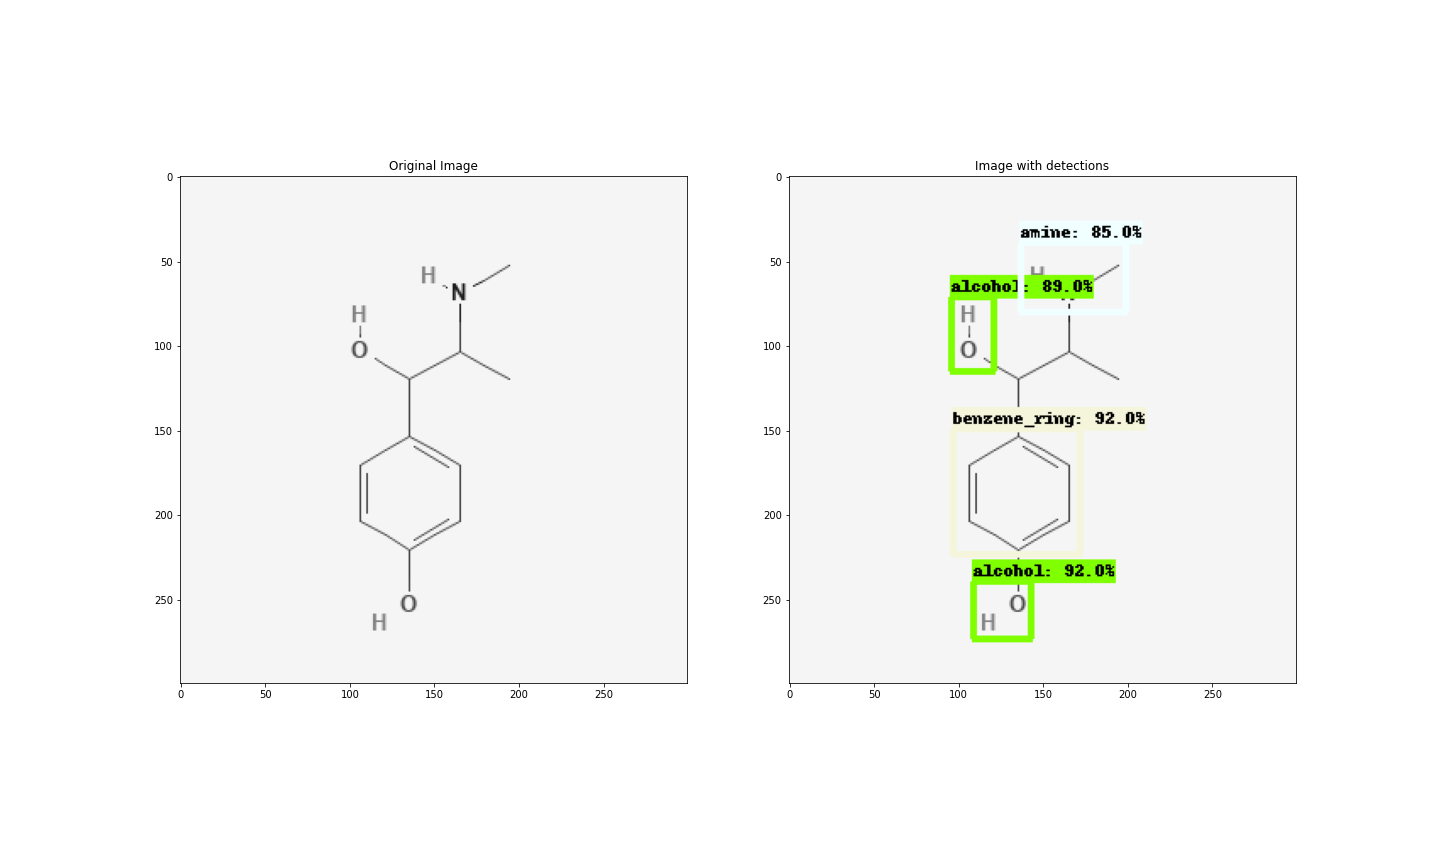 Original Image
0
50
100
150
200
250
0 50 100 150 200 250
H
N
H
O
O
H
Image with detections
0
50
100
150
200
250
0 50 100 150 200 250
amine: 85.0%
H
alcohol: 89.0%
H
O
benzene_ring: 92.0%
alcohol: 92.0%
O
H